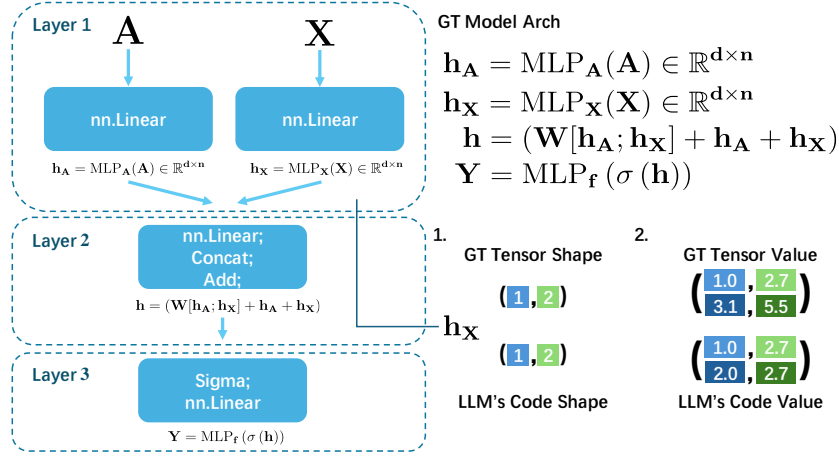 Layer 1
A
X
nn.Linear
nn.Linear
h_A = MLP_A(A) ∈ ℝ^{d×n}
h_X = MLP_X(X) ∈ ℝ^{d×n}
Layer 2
nn.Linear;
Concat;
Add;
h = (W[h_A; h_X] + h_A + h_X)
Layer 3
Sigma;
nn.Linear
Y = MLP_f (σ (h))
GT Model Arch
h_A = MLP_A(A) ∈ ℝ^{d×n}
h_X = MLP_X(X) ∈ ℝ^{d×n}
h = (W[h_A; h_X] + h_A + h_X)
Y = MLP_f (σ (h))
h_X
1.
GT Tensor Shape
(1,2)
(1,2)
LLM's Code Shape
2.
GT Tensor Value
(1.0,2.7
3.1,5.5)
(1.0,2.7
2.0,2.7)
LLM's Code Value